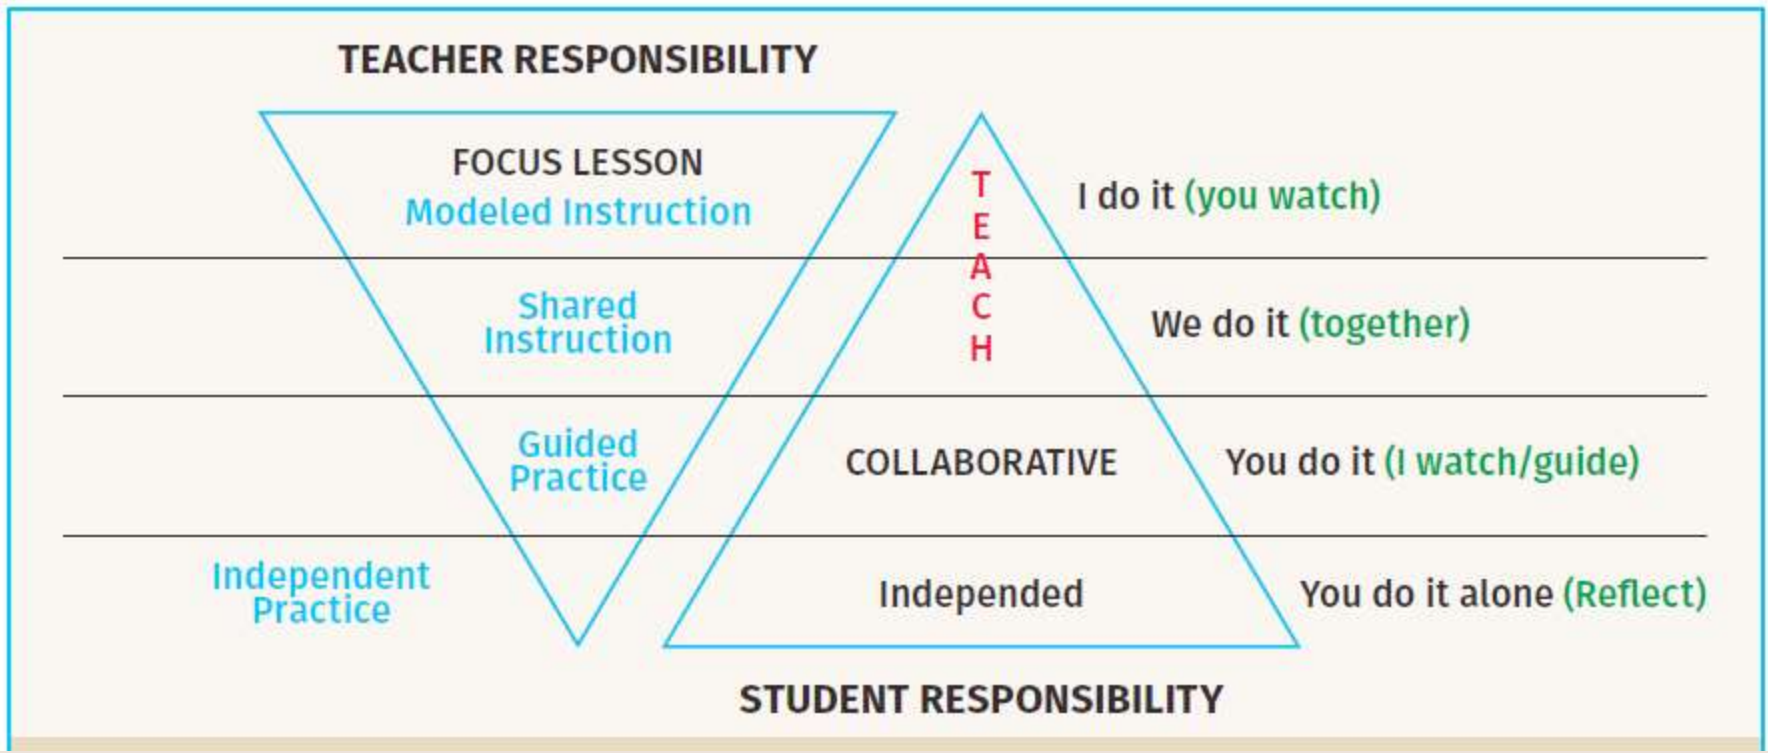 TEACHER RESPONSIBILITY
FOCUS LESSON
Modeled Instruction
T
E
A
C
H
I do it (you watch)
Shared
Instruction
We do it (together)
Guided
Practice
COLLABORATIVE
You do it (I watch/guide)
Independent
Practice
Independed
You do it alone (Reflect)
STUDENT RESPONSIBILITY